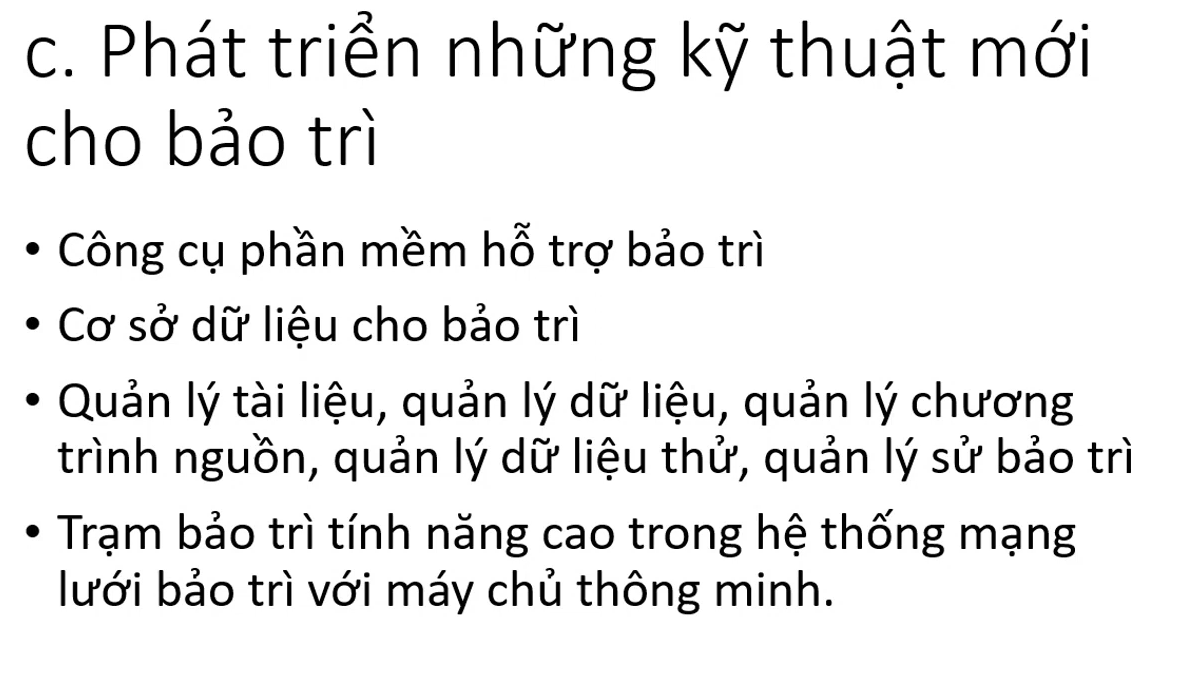 c. Phát triển những kỹ thuật mới
cho bảo trì
• Công cụ phần mềm hỗ trợ bảo trì
• Cơ sở dữ liệu cho bảo trì
• Quản lý tài liệu, quản lý dữ liệu, quản lý chương
trình nguồn, quản lý dữ liệu thử, quản lý sử bảo trì
• Trạm bảo trì tính năng cao trong hệ thống mạng
lưới bảo trì với máy chủ thông minh.